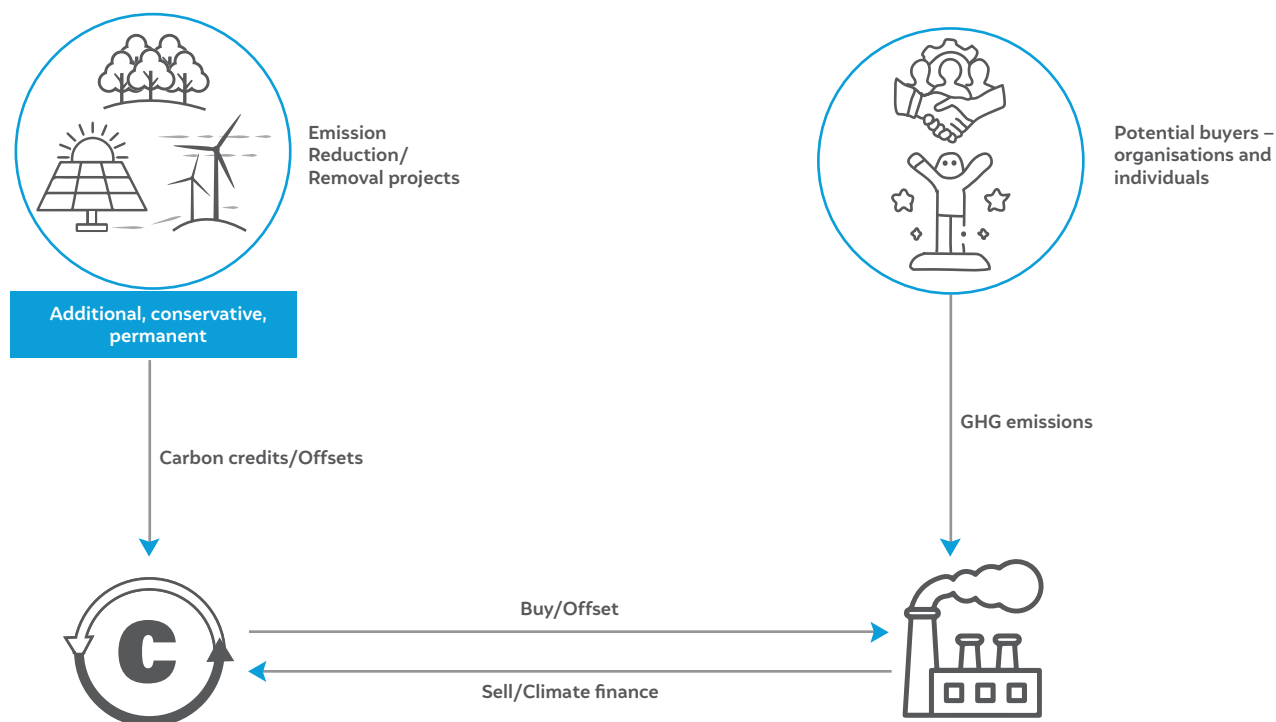 Emission
Reduction/
Removal projects
Potential buyers –
organisations and
individuals
Additional, conservative,
permanent
Carbon credits/Offsets
GHG emissions
Buy/Offset
Sell/Climate finance
C